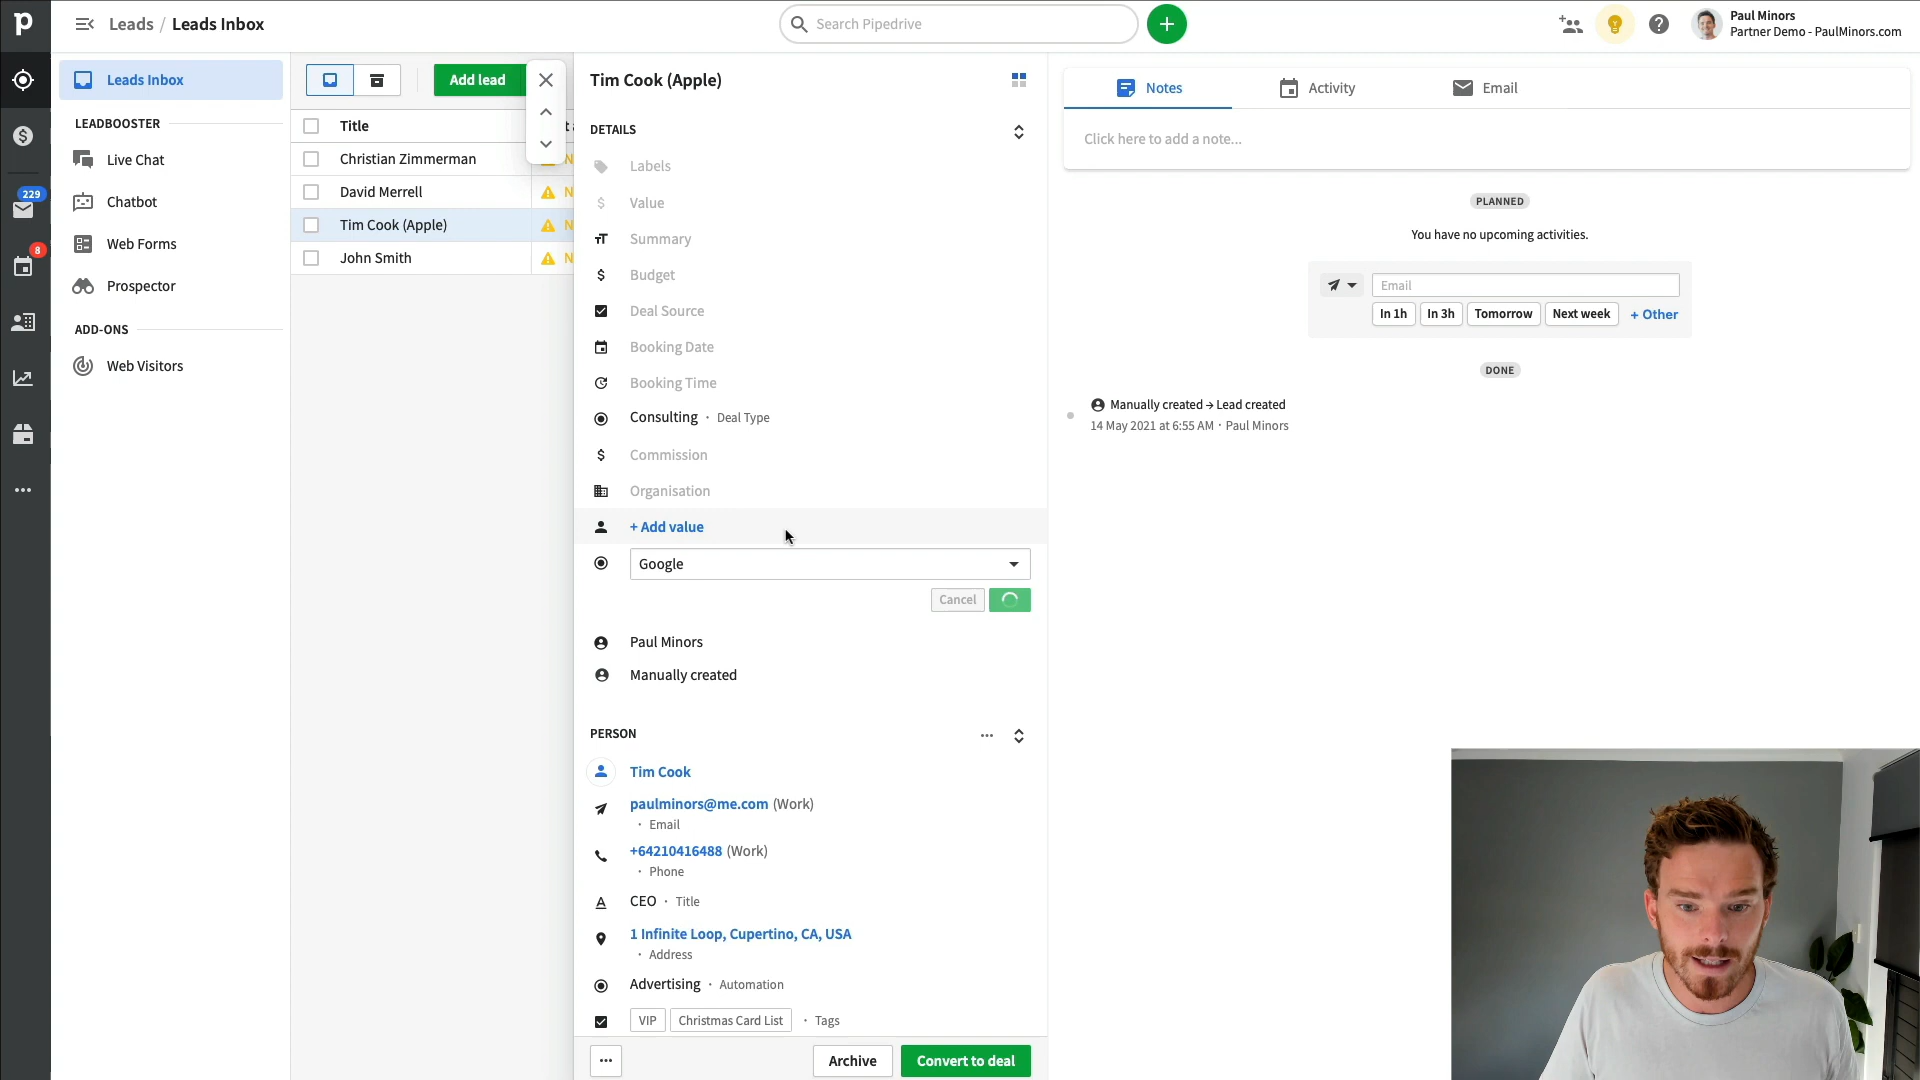 Leads / Leads Inbox
Search Pipedrive
Paul Minors
Partner Demo - PaulMinors.com
229
8
Leads Inbox
LEADBOOSTER
Live Chat
Chatbot
Web Forms
Prospector
ADD-ONS
Web Visitors
Add lead
Title
Christian Zimmerman
David Merrell
Tim Cook (Apple)
John Smith
Tim Cook (Apple)
DETAILS
Labels
Value
Summary
Budget
Deal Source
Booking Date
Booking Time
Consulting · Deal Type
Commission
Organisation
+ Add value
Google
Cancel
Paul Minors
Manually created
PERSON
Tim Cook
paulminors@me.com (Work)
· Email
+64210416488 (Work)
· Phone
CEO · Title
1 Infinite Loop, Cupertino, CA, USA
· Address
Advertising · Automation
VIP Christmas Card List · Tags
Archive
Convert to deal
Notes
Activity
Email
Click here to add a note...
PLANNED
You have no upcoming activities.
Email
In 1h
In 3h
Tomorrow
Next week
+ Other
DONE
Manually created → Lead created
14 May 2021 at 6:55 AM · Paul Minors